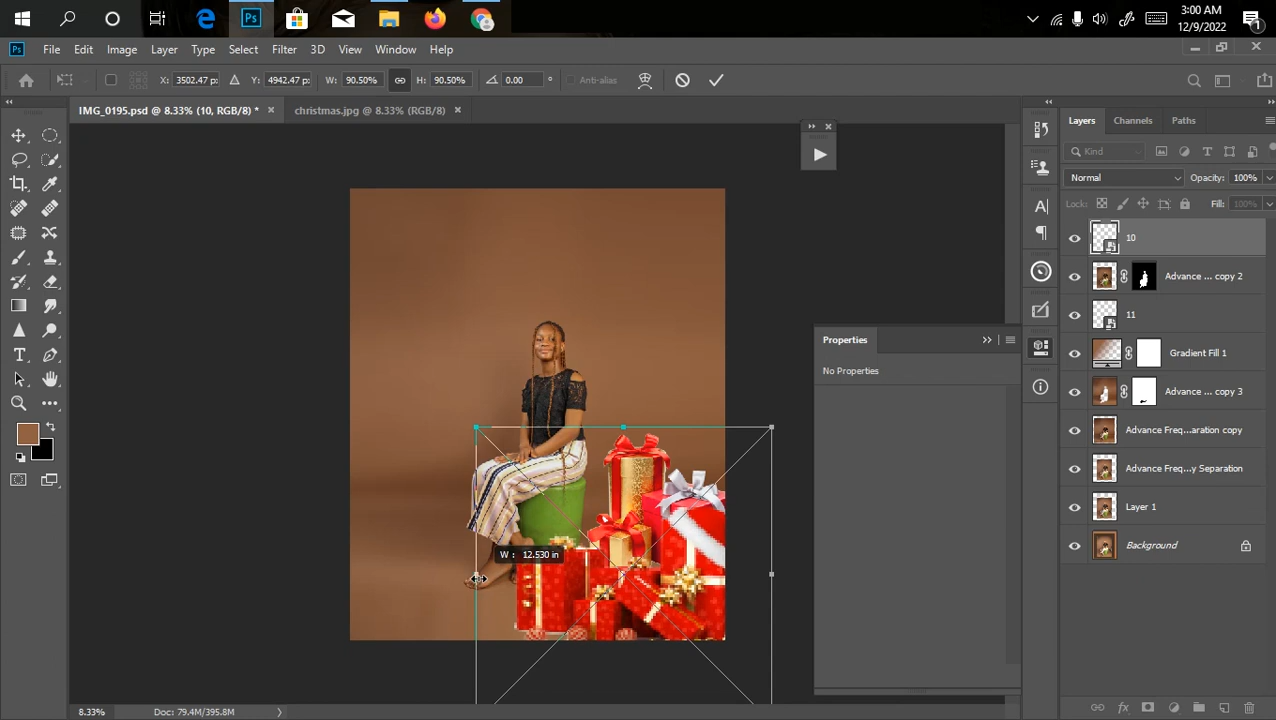 Ps
3:00 AM
12/9/2022
1
Ps File Edit Image Layer Type Select Filter 3D View Window Help
X: 3502.47 p: Y: 4942.47 p: W: 90.50% H: 90.50% 0.00 ° Anti-alias
IMG_0195.psd @ 8.33% (10, RGB/8) * christmas.jpg @ 8.33% (RGB/8)
Layers Channels Paths
Kind
Normal Opacity: 100%
Lock: Fill: 100%
10
Advance ... copy 2
11
Gradient Fill 1
Advance ... copy 3
Advance Freq...aration copy
Advance Freq...y Separation
Layer 1
Background
Properties
No Properties
W : 12.530 in
8.33% Doc: 79.4M/395.8M